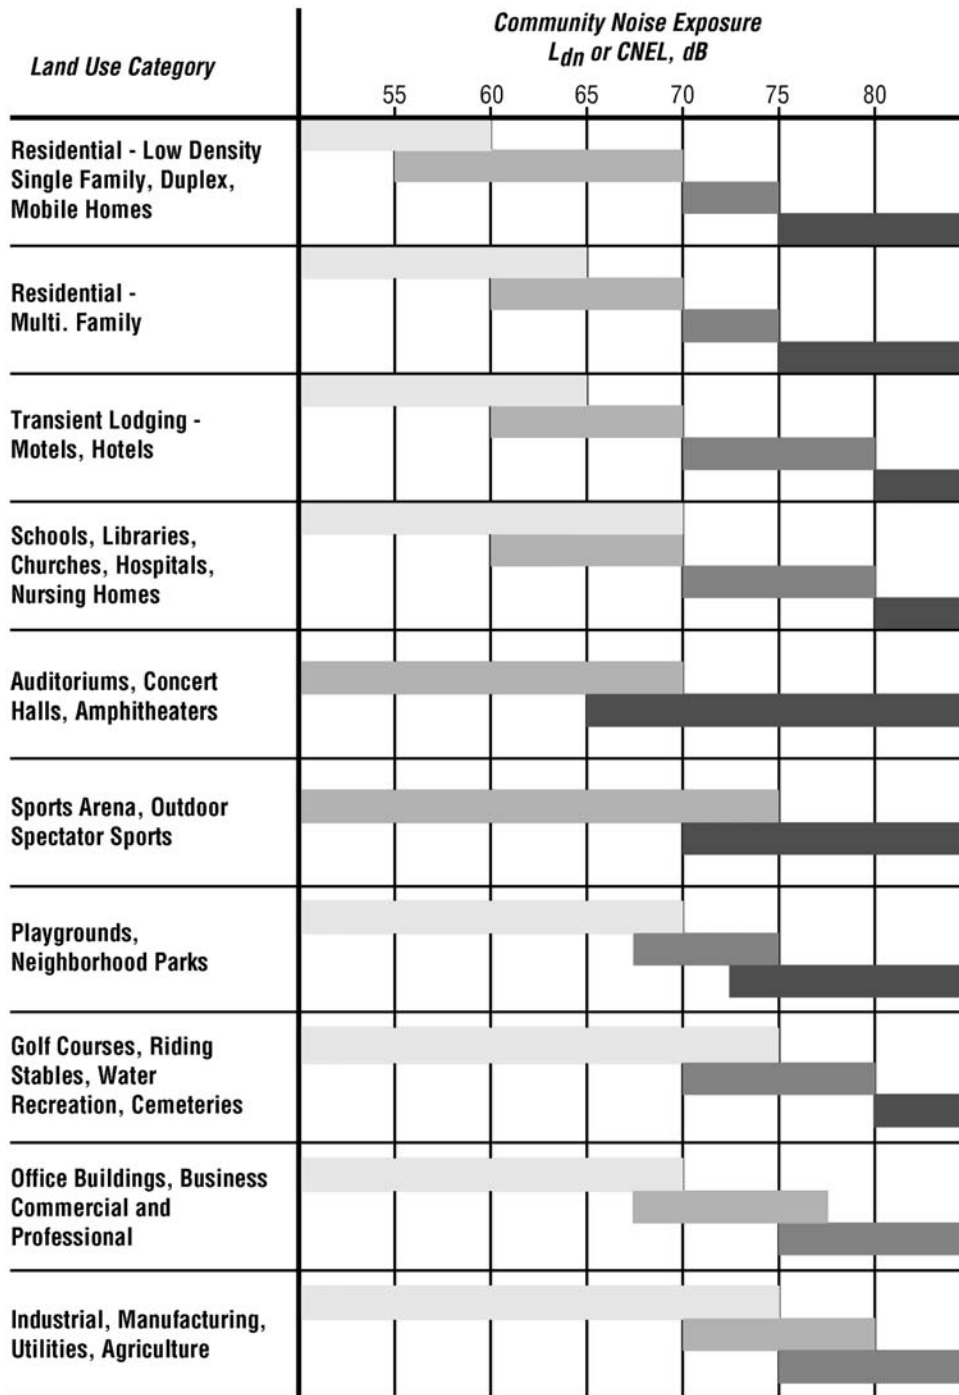 Community Noise Exposure
Ldn or CNEL, dB
Land Use Category
55 60 65 70 75 80
Residential - Low Density
Single Family, Duplex,
Mobile Homes
Residential -
Multi. Family
Transient Lodging -
Motels, Hotels
Schools, Libraries,
Churches, Hospitals,
Nursing Homes
Auditoriums, Concert
Halls, Amphitheaters
Sports Arena, Outdoor
Spectator Sports
Playgrounds,
Neighborhood Parks
Golf Courses, Riding
Stables, Water
Recreation, Cemeteries
Office Buildings, Business
Commercial and
Professional
Industrial, Manufacturing,
Utilities, Agriculture